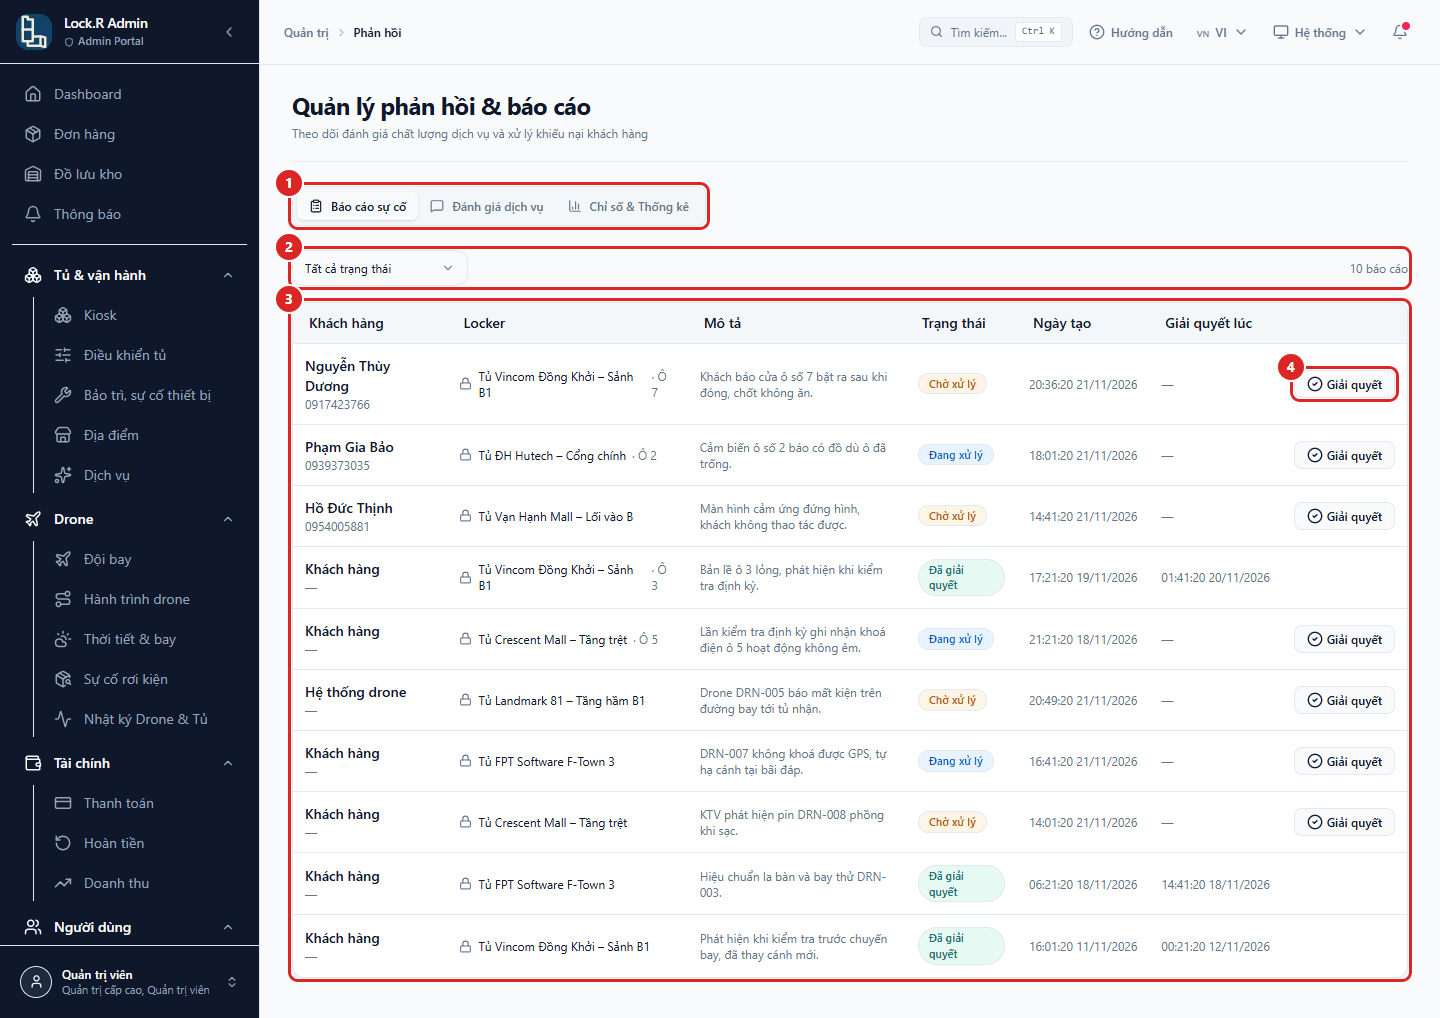 Lock.R Admin
Admin Portal
Dashboard
Đơn hàng
Đồ lưu kho
Thông báo
Tủ & vận hành
Kiosk
Điều khiển tủ
Bảo trì, sự cố thiết bị
Địa điểm
Dịch vụ
Drone
Đội bay
Hành trình drone
Thời tiết & bay
Sự cố rơi kiện
Nhật ký Drone & Tủ
Tài chính
Thanh toán
Hoàn tiền
Doanh thu
Người dùng
Quản trị viên
Quản trị cấp cao, Quản trị viên
Quản trị > Phản hồi
Tìm kiếm... Ctrl K
Hướng dẫn
VN VI
Hệ thống
Quản lý phản hồi & báo cáo
Theo dõi đánh giá chất lượng dịch vụ và xử lý khiếu nại khách hàng
1
Báo cáo sự cố Đánh giá dịch vụ Chỉ số & Thống kê
2
Tất cả trạng thái 10 báo cáo
3
Khách hàng Locker Mô tả Trạng thái Ngày tạo Giải quyết lúc
Nguyễn Thùy
Dương
0917423766
Tủ Vincom Đồng Khởi – Sảnh
B1
· Ô
7
Khách báo cửa ô số 7 bật ra sau khi
đóng, chốt không ăn.
Chờ xử lý
20:36:20 21/11/2026
—
4
Giải quyết
Phạm Gia Bảo
0939373035
Tủ ĐH Hutech – Cổng chính · Ô 2
Cảm biến ô số 2 báo có đồ dù ô đã
trống.
Đang xử lý
18:01:20 21/11/2026
—
Giải quyết
Hồ Đức Thịnh
0954005881
Tủ Vạn Hạnh Mall – Lối vào B
Màn hình cảm ứng đứng hình,
khách không thao tác được.
Chờ xử lý
14:41:20 21/11/2026
—
Giải quyết
Khách hàng
—
Tủ Vincom Đồng Khởi – Sảnh
B1
· Ô
3
Bản lề ô 3 lỏng, phát hiện khi kiểm
tra định kỳ.
Đã giải
quyết
17:21:20 19/11/2026
01:41:20 20/11/2026
Khách hàng
—
Tủ Crescent Mall – Tầng trệt · Ô 5
Lần kiểm tra định kỳ ghi nhận khoá
điện ô 5 hoạt động không êm.
Đang xử lý
21:21:20 18/11/2026
—
Giải quyết
Hệ thống drone
—
Tủ Landmark 81 – Tầng hầm B1
Drone DRN-005 báo mất kiện trên
đường bay tới tủ nhận.
Chờ xử lý
20:49:20 21/11/2026
—
Giải quyết
Khách hàng
—
Tủ FPT Software F-Town 3
DRN-007 không khoá được GPS, tự
hạ cánh tại bãi đáp.
Đang xử lý
16:41:20 21/11/2026
—
Giải quyết
Khách hàng
—
Tủ Crescent Mall – Tầng trệt
KTV phát hiện pin DRN-008 phồng
khi sạc.
Chờ xử lý
14:01:20 21/11/2026
—
Giải quyết
Khách hàng
—
Tủ FPT Software F-Town 3
Hiệu chuẩn la bàn và bay thử DRN-
003.
Đã giải
quyết
06:21:20 18/11/2026
14:41:20 18/11/2026
Khách hàng
—
Tủ Vincom Đồng Khởi – Sảnh B1
Phát hiện khi kiểm tra trước chuyến
bay, đã thay cánh mới.
Đã giải
quyết
16:01:20 11/11/2026
00:21:20 12/11/2026